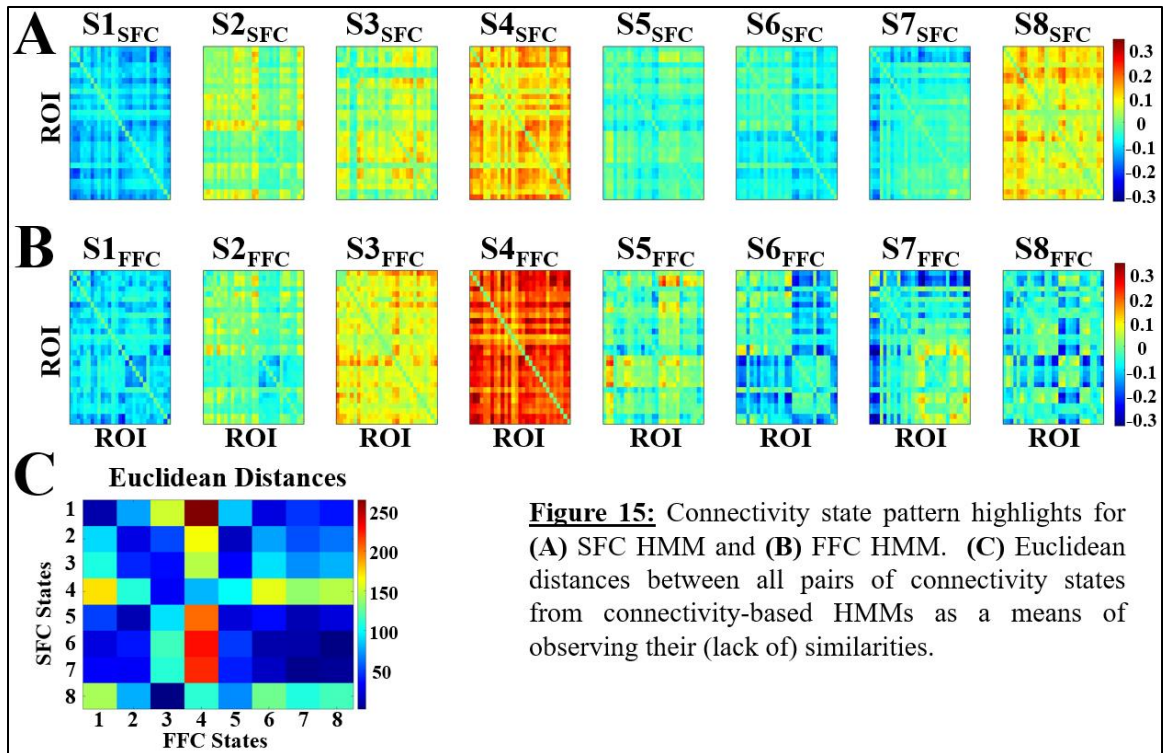 A
S1SFC S2SFC S3SFC S4SFC S5SFC S6SFC S7SFC S8SFC
ROI
0.3
0.2
0.1
0
-0.1
-0.2
-0.3
B
S1FFC S2FFC S3FFC S4FFC S5FFC S6FFC S7FFC S8FFC
ROI
0.3
0.2
0.1
0
-0.1
-0.2
-0.3
ROI ROI ROI ROI ROI ROI ROI ROI
C
Euclidean Distances
SFC States
1
2
3
4
5
6
7
8
250
200
150
100
50
1 2 3 4 5 6 7 8
FFC States
Figure 15: Connectivity state pattern highlights for
(A) SFC HMM and (B) FFC HMM. (C) Euclidean
distances between all pairs of connectivity states
from connectivity-based HMMs as a means of
observing their (lack of) similarities.